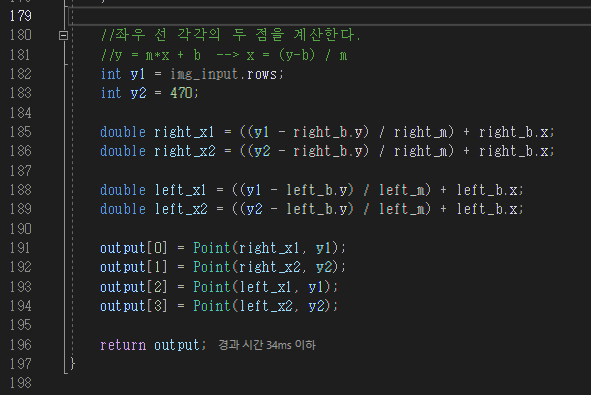 179
180 //좌우 선 각각의 두 점을 계산한다.
181 //y = m*x + b --> x = (y-b) / m
182 int y1 = img_input.rows;
183 int y2 = 470;
184
185 double right_x1 = ((y1 - right_b.y) / right_m) + right_b.x;
186 double right_x2 = ((y2 - right_b.y) / right_m) + right_b.x;
187
188 double left_x1 = ((y1 - left_b.y) / left_m) + left_b.x;
189 double left_x2 = ((y2 - left_b.y) / left_m) + left_b.x;
190
191 output[0] = Point(right_x1, y1);
192 output[1] = Point(right_x2, y2);
193 output[2] = Point(left_x1, y1);
194 output[3] = Point(left_x2, y2);
195
196 return output; 경과 시간 34ms 이하
197 }
198